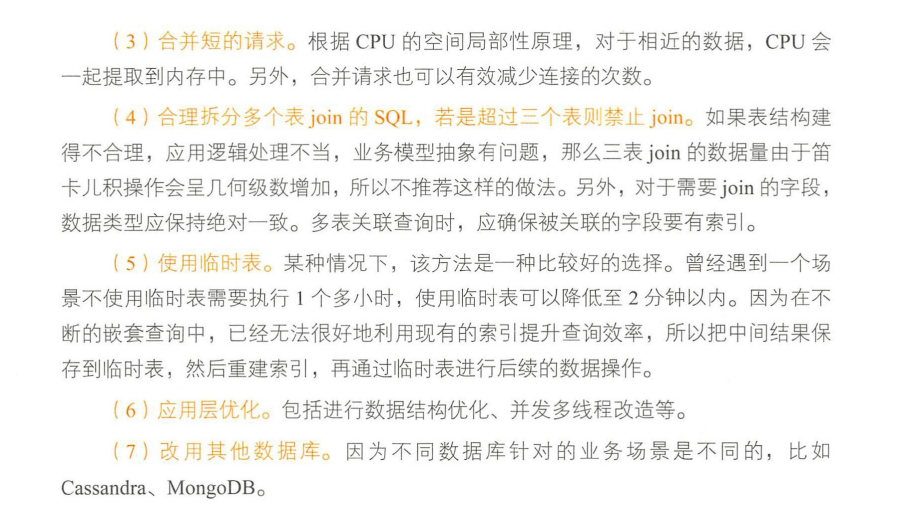 （3）合并短的请求。根据 CPU 的空间局部性原理，对于相近的数据，CPU 会
一起提取到内存中。另外，合并请求也可以有效减少连接的次数。
（4）合理拆分多个表 join 的 SQL，若是超过三个表则禁止 join。如果表结构建
得不合理，应用逻辑处理不当，业务模型抽象有问题，那么三表 join 的数据量由于笛
卡儿积操作会呈几何级数增加，所以不推荐这样的做法。另外，对于需要 join 的字段，
数据类型应保持绝对一致。多表关联查询时，应确保被关联的字段要有索引。
（5）使用临时表。某种情况下，该方法是一种比较好的选择。曾经遇到一个场
景不使用临时表需要执行 1 个多小时，使用临时表可以降低至 2 分钟以内。因为在不
断的嵌套查询中，已经无法很好地利用现有的索引提升查询效率，所以把中间结果保
存到临时表，然后重建索引，再通过临时表进行后续的数据操作。
（6）应用层优化。包括进行数据结构优化、并发多线程改造等。
（7）改用其他数据库。因为不同数据库针对的业务场景是不同的，比如
Cassandra、MongoDB。